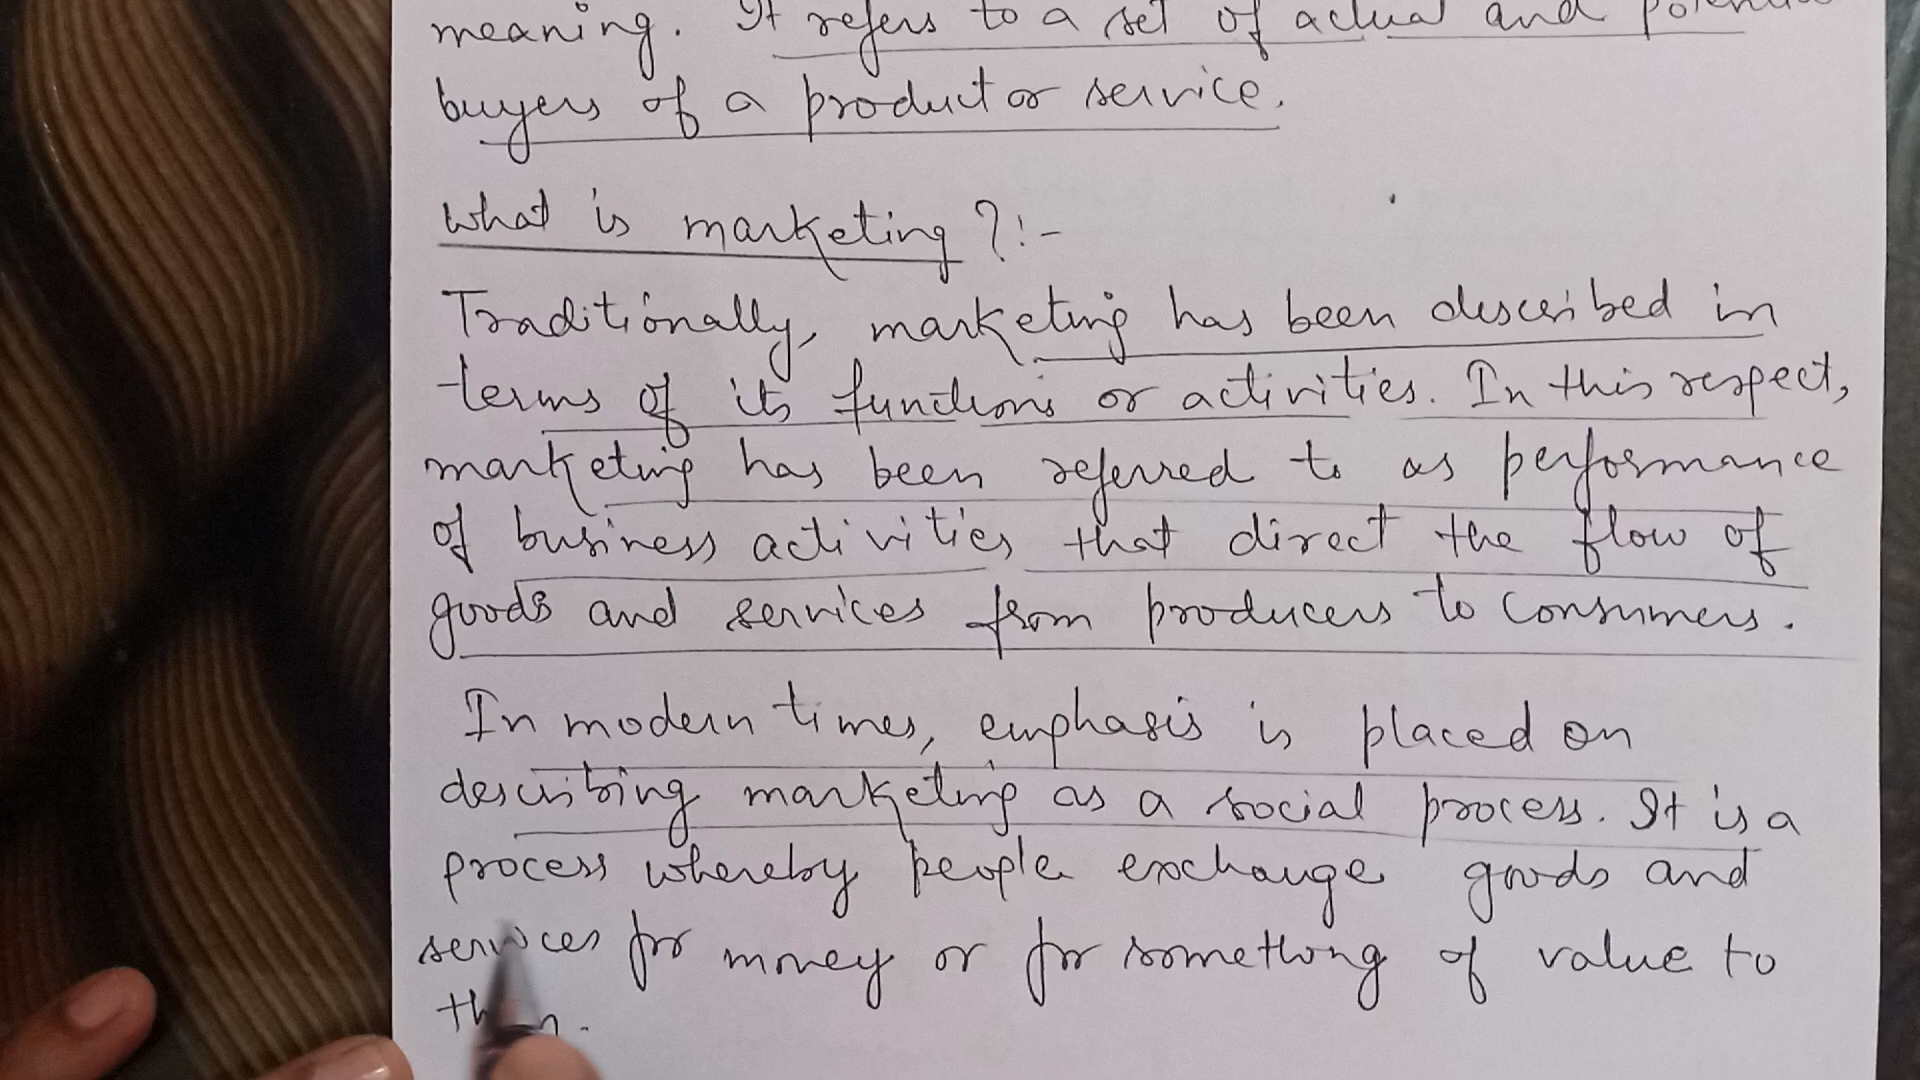 meaning. It refers to a set of actual and potential
buyers of a product or service.
What is marketing?:-
Traditionally, marketing has been described in
terms of its functions or activities. In this respect,
marketing has been referred to as performance
of business activities that direct the flow of
goods and services from producers to consumers.
In modern times, emphasis is placed on
describing marketing as a social process. It is a
process whereby people exchange goods and
services for money or for something of value to
them.